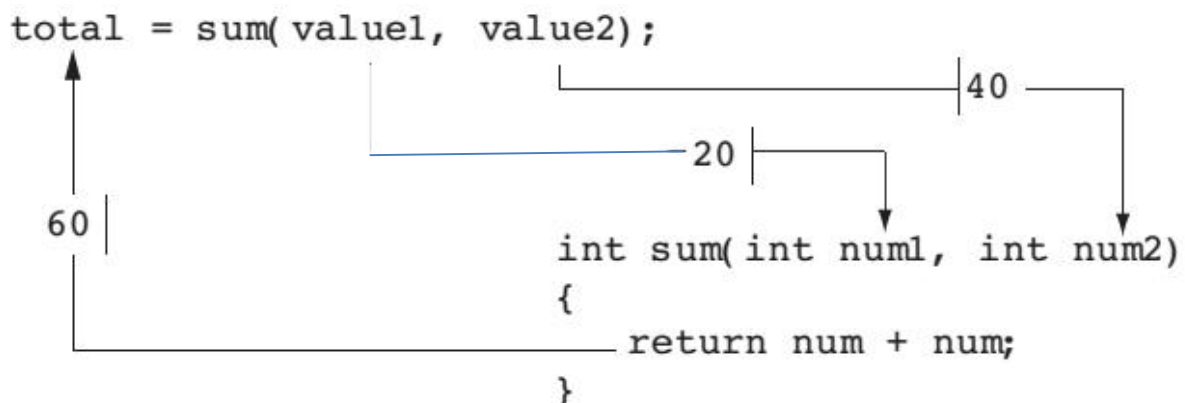 total = sum(value1, value2);
40
20
60
int sum(int num1, int num2)
{
return num + num;
}